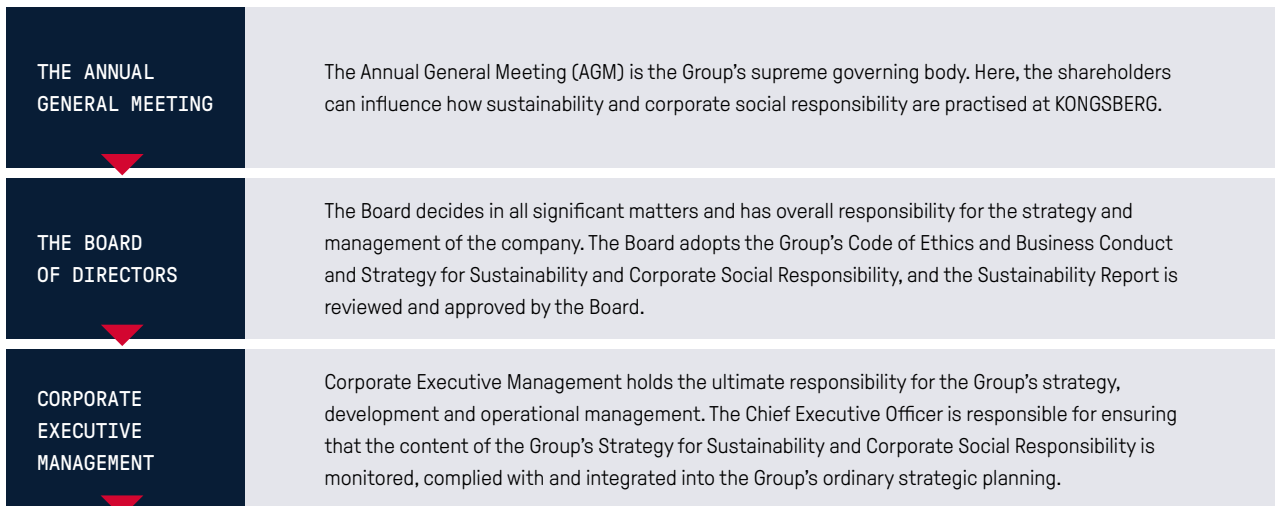 THE ANNUAL
GENERAL MEETING
The Annual General Meeting (AGM) is the Group's supreme governing body. Here, the shareholders
can influence how sustainability and corporate social responsibility are practised at KONGSBERG.
THE BOARD
OF DIRECTORS
The Board decides in all significant matters and has overall responsibility for the strategy and
management of the company. The Board adopts the Group's Code of Ethics and Business Conduct
and Strategy for Sustainability and Corporate Social Responsibility, and the Sustainability Report is
reviewed and approved by the Board.
CORPORATE
EXECUTIVE
MANAGEMENT
Corporate Executive Management holds the ultimate responsibility for the Group's strategy,
development and operational management. The Chief Executive Officer is responsible for ensuring
that the content of the Group's Strategy for Sustainability and Corporate Social Responsibility is
monitored, complied with and integrated into the Group's ordinary strategic planning.